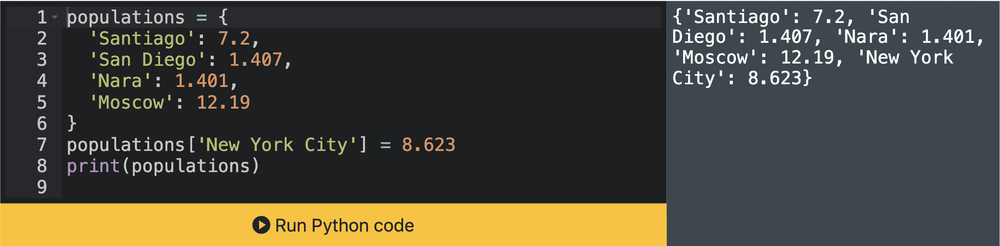 1 populations = {
2   'Santiago': 7.2,
3   'San Diego': 1.407,
4   'Nara': 1.401,
5   'Moscow': 12.19
6 }
7 populations['New York City'] = 8.623
8 print(populations)
9
Run Python code
{'Santiago': 7.2, 'San
Diego': 1.407, 'Nara': 1.401,
'Moscow': 12.19, 'New York
City': 8.623}